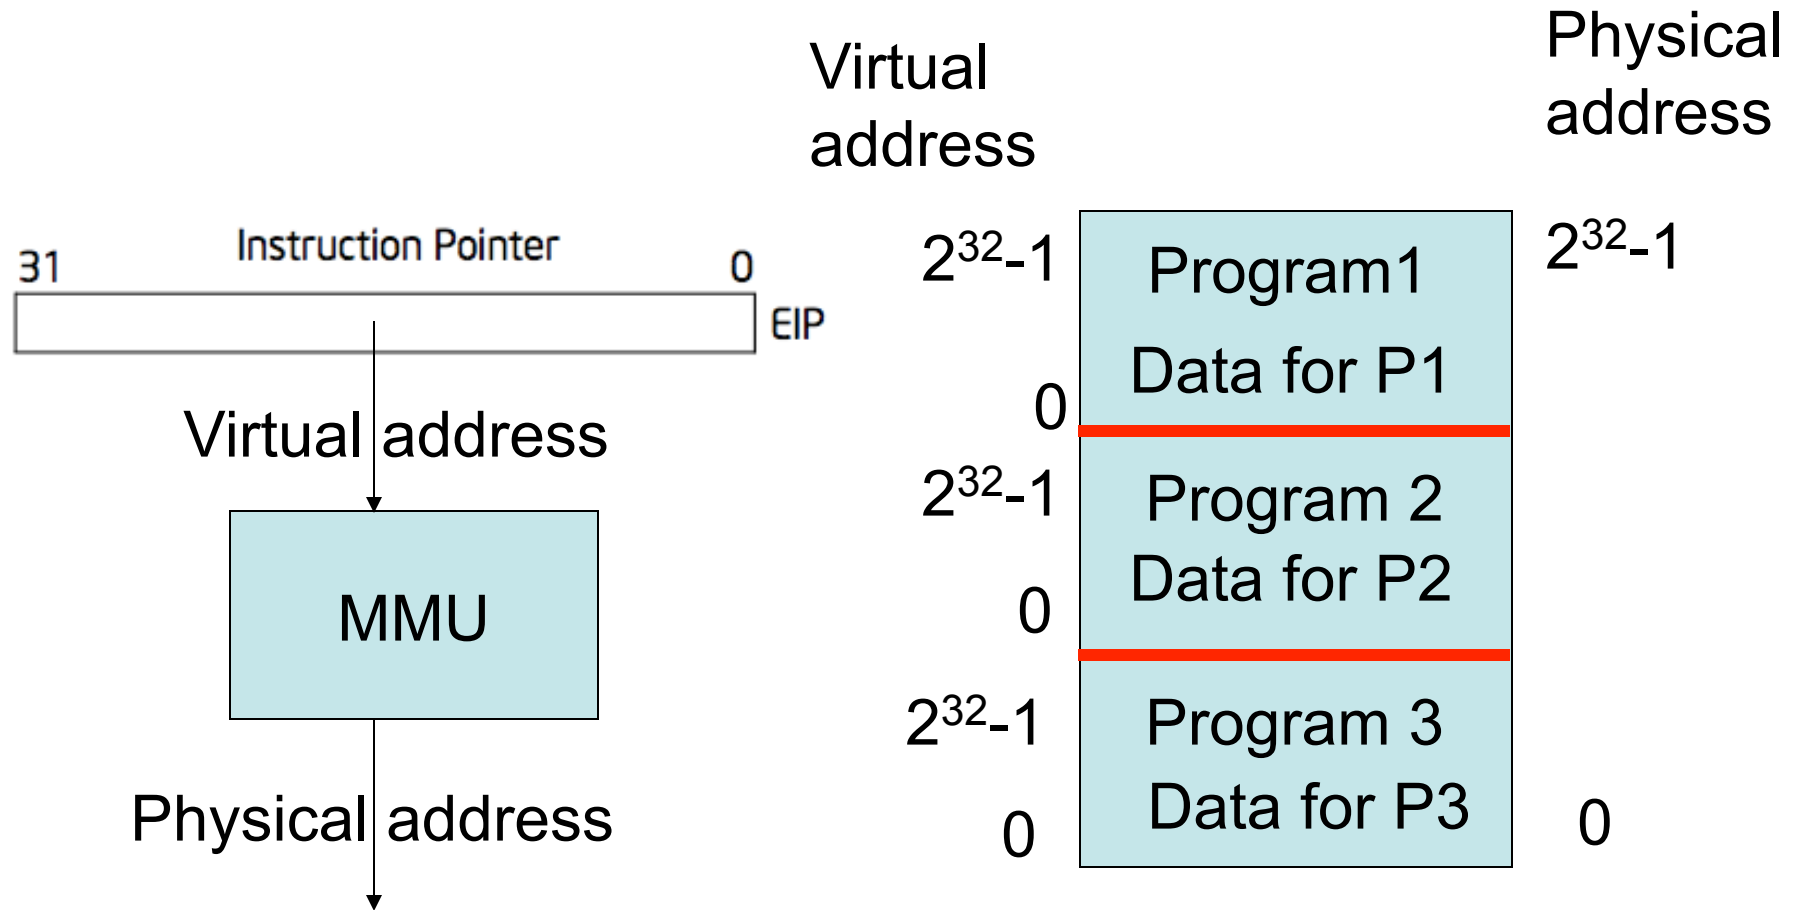 Virtual
address
Physical
address
31
Instruction Pointer
0
EIP
Virtual address
MMU
Physical address
2³²-1
Program1
2³²-1
Data for P1
0
2³²-1
Program 2
Data for P2
0
2³²-1
Program 3
Data for P3
0
0